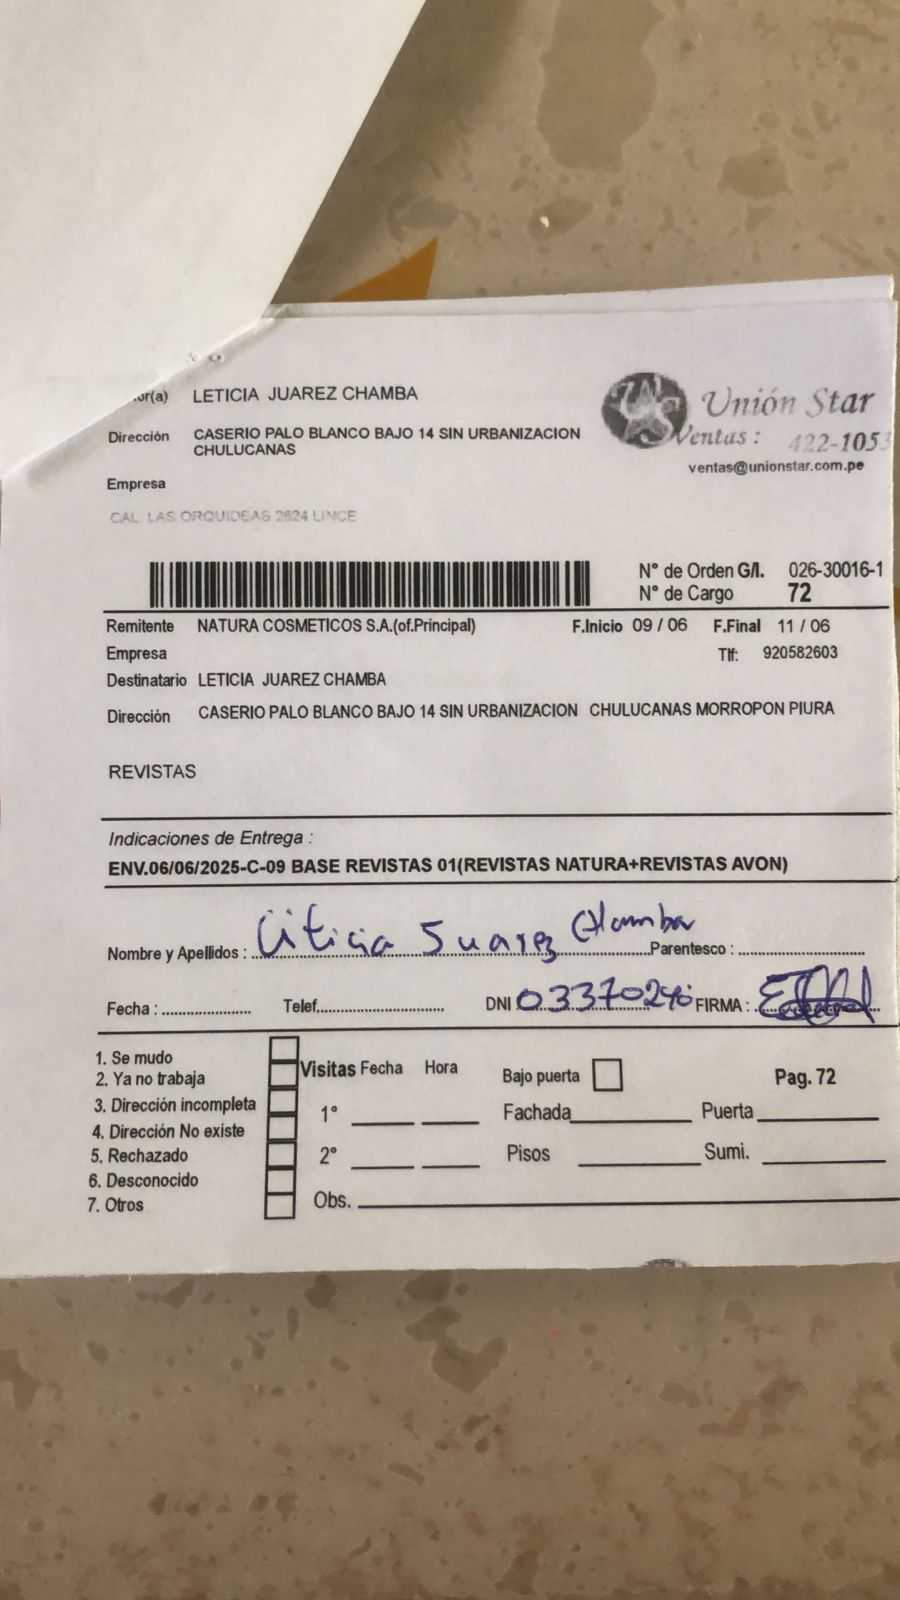 or(a) LETICIA JUAREZ CHAMBA
Unión Star
Dirección CASERIO PALO BLANCO BAJO 14 SIN URBANIZACION
CHULUCANAS
Ventas : 422-1053
ventas@unionstar.com.pe
Empresa
CAL. LAS ORQUIDEAS 2624 LINCE
N° de Orden G/I. 026-30016-1
N° de Cargo 72
Remitente NATURA COSMETICOS S.A.(of.Principal) F.Inicio 09 / 06 F.Final 11 / 06
Empresa Tlf: 920582603
Destinatario LETICIA JUAREZ CHAMBA
Dirección CASERIO PALO BLANCO BAJO 14 SIN URBANIZACION CHULUCANAS MORROPON PIURA
REVISTAS
Indicaciones de Entrega :
ENV.06/06/2025-C-09 BASE REVISTAS 01(REVISTAS NATURA+REVISTAS AVON)
Nombre y Apellidos : Liticia Suarez Chamba Parentesco :
Fecha : Telef. DNI FIRMA :
1. Se mudo
2. Ya no trabaja
3. Dirección incompleta
4. Dirección No existe
5. Rechazado
6. Desconocido
7. Otros
Visitas Fecha Hora
1°
2°
Obs.
Bajo puerta Pag. 72
Fachada Puerta
Pisos Sumi.